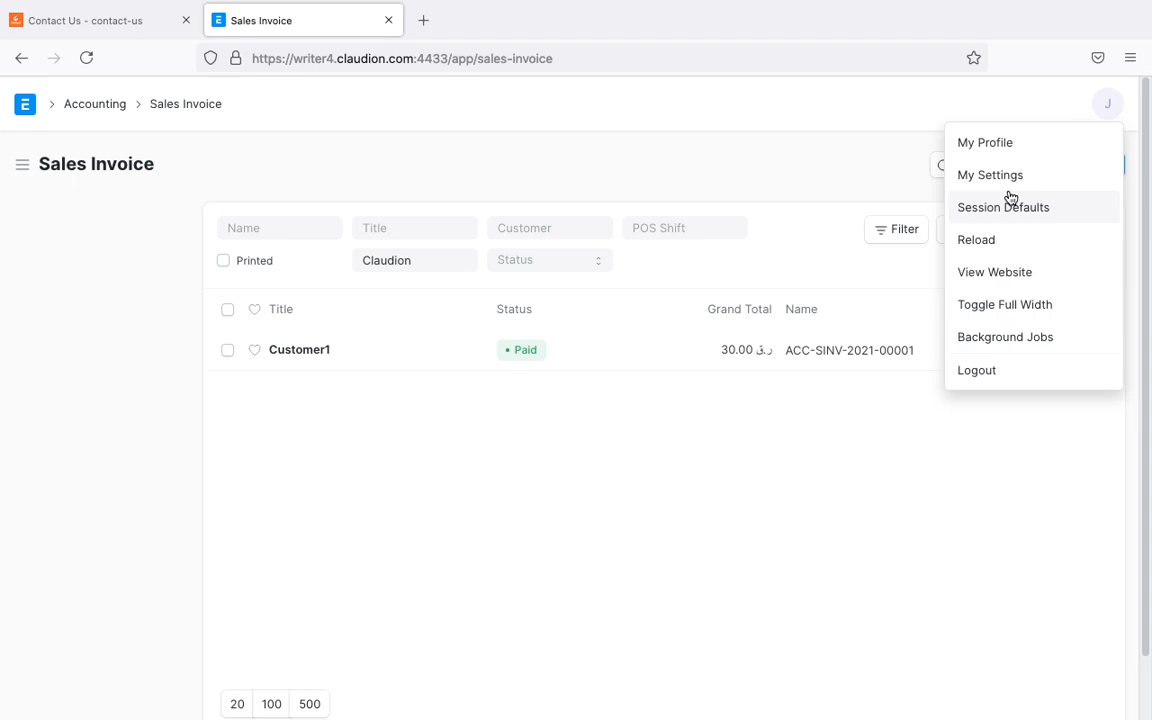 Contact Us - contact-us
E Sales Invoice
https://writer4.claudion.com:4433/app/sales-invoice
E Accounting Sales Invoice J
Sales Invoice
My Profile
My Settings
Session Defaults
Reload
View Website
Toggle Full Width
Background Jobs
Logout
Name Title Customer POS Shift Filter
Printed Claudion Status
Title Status Grand Total Name
Customer1 • Paid 30.00 ر.ق ACC-SINV-2021-00001
20 100 500